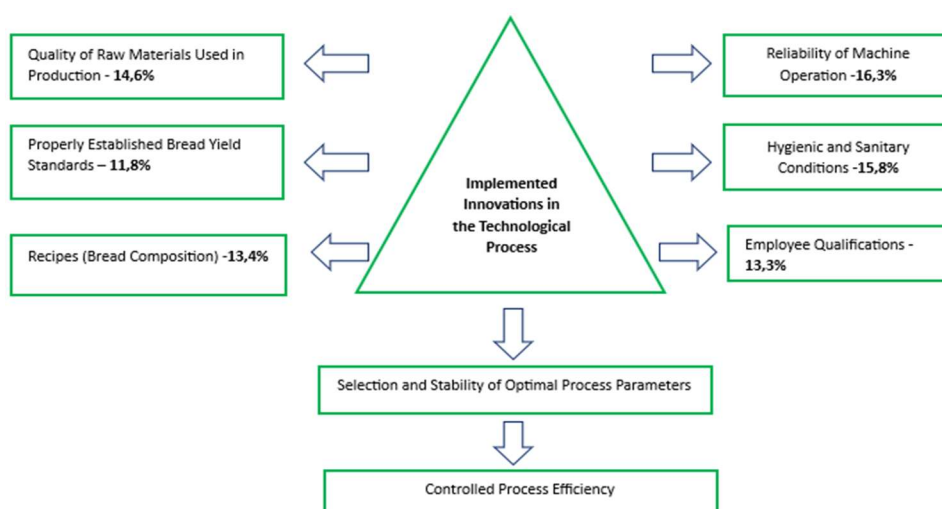 Quality of Raw Materials Used in
Production - 14,6%
Properly Established Bread Yield
Standards – 11,8%
Recipes (Bread Composition) -13,4%
Implemented
Innovations in
the Technological
Process
Reliability of Machine
Operation -16,3%
Hygienic and Sanitary
Conditions -15,8%
Employee Qualifications -
13,3%
Selection and Stability of Optimal Process Parameters
Controlled Process Efficiency